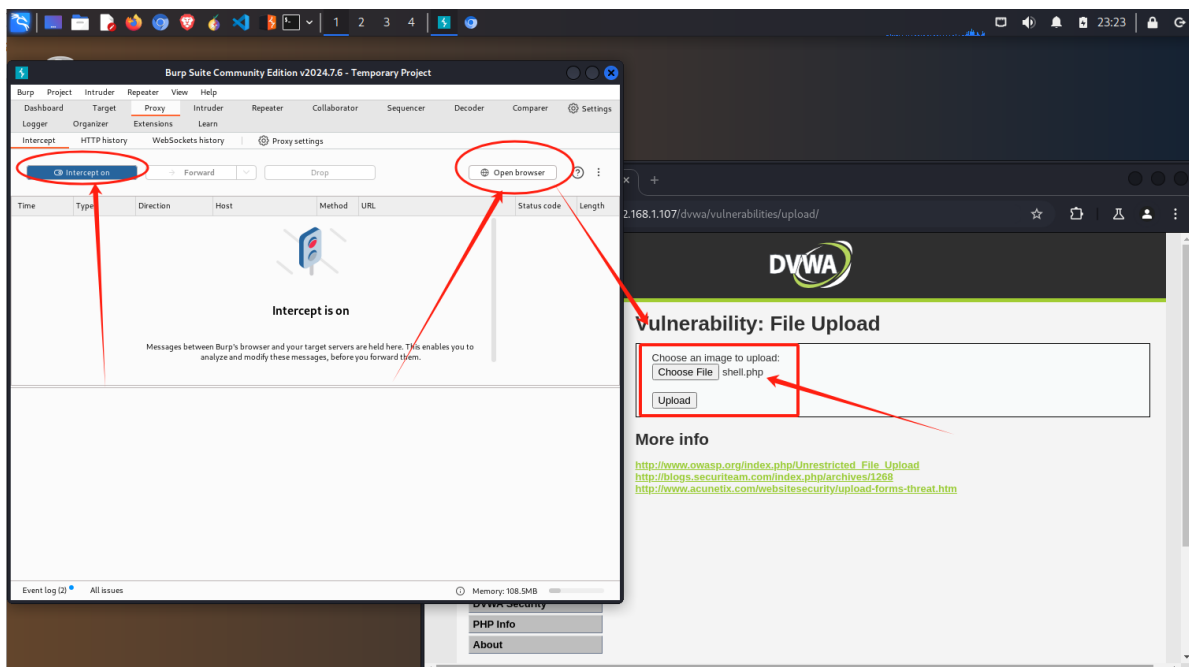 1 2 3 4
23:23
Burp Suite Community Edition v2024.7.6 - Temporary Project
Burp Project Intruder Repeater View Help
Dashboard Target Proxy Intruder Repeater Collaborator Sequencer Decoder Comparer Settings
Logger Organizer Extensions Learn
Intercept HTTP history WebSockets history Proxy settings
Intercept on Forward Drop Open browser
Time Type Direction Host Method URL Status code Length
Intercept is on
Messages between Burp's browser and your target servers are held here. This enables you to
analyze and modify these messages, before you forward them.
Event log (2) All issues Memory: 108.5MB
2.168.1.107/dvwa/vulnerabilities/upload/
DVWA
Vulnerability: File Upload
Choose an image to upload:
Choose File shell.php
Upload
More info
http://www.owasp.org/index.php/Unrestricted_File_Upload
http://blogs.securiteam.com/index.php/archives/1268
http://www.acunetix.com/websitesecurity/upload-forms-threat.htm
DVWA Security
PHP Info
About